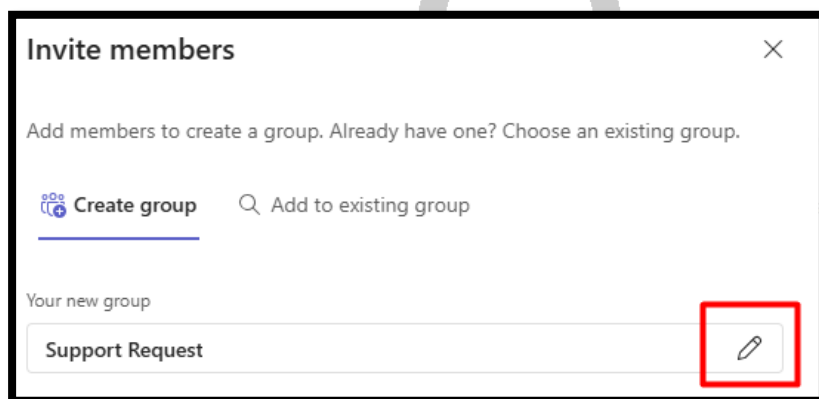 Invite members
Add members to create a group. Already have one? Choose an existing group.
Create group
Add to existing group
Your new group
Support Request